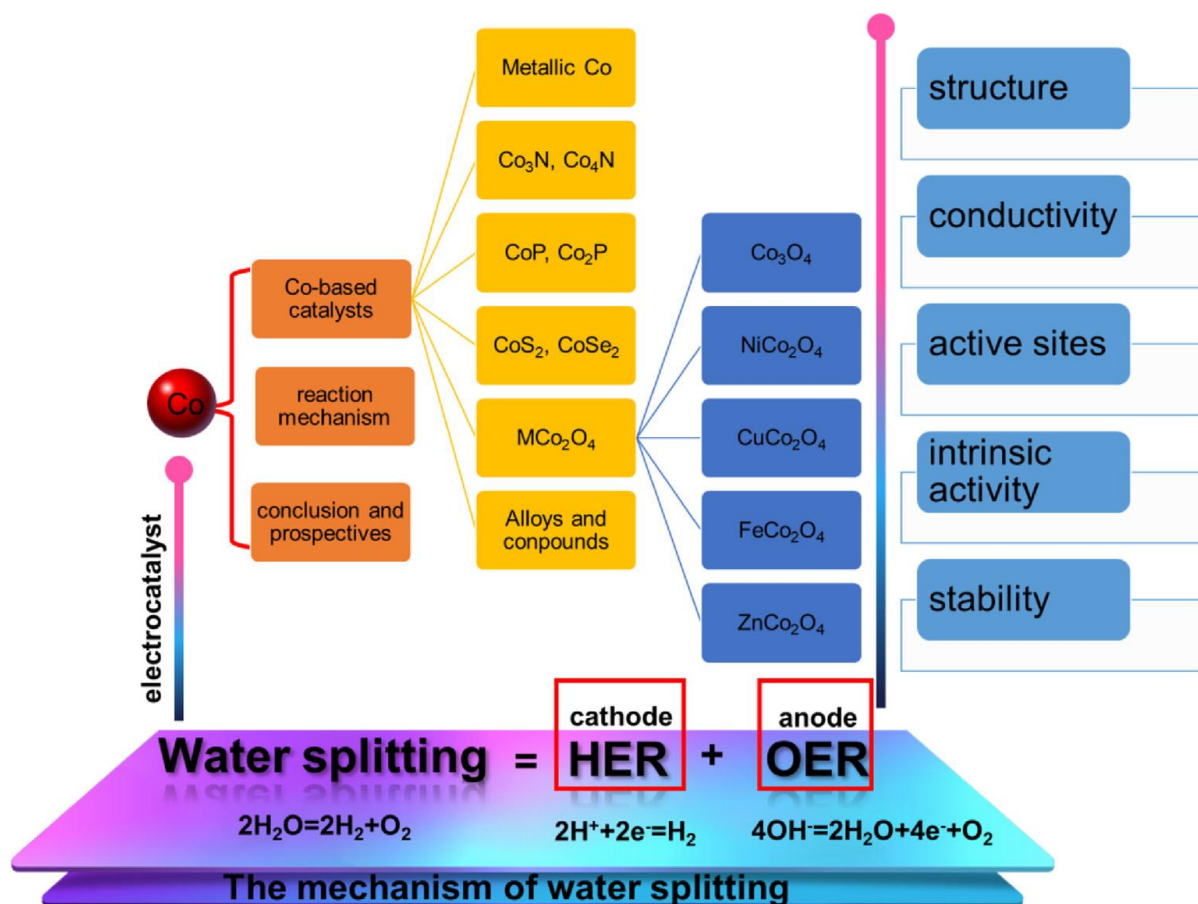 Metallic Co
Co₃N, Co₄N
CoP, Co₂P
CoS₂, CoSe₂
MCo₂O₄
Alloys and
conpounds
Co-based
catalysts
reaction
mechanism
conclusion and
prospectives
Co
electrocatalyst
Co₃O₄
NiCo₂O₄
CuCo₂O₄
FeCo₂O₄
ZnCo₂O₄
structure
conductivity
active sites
intrinsic
activity
stability
cathode
anode
Water splitting = HER + OER
2H₂O=2H₂+O₂
2H⁺+2e⁻=H₂
4OH⁻=2H₂O+4e⁻+O₂
The mechanism of water splitting